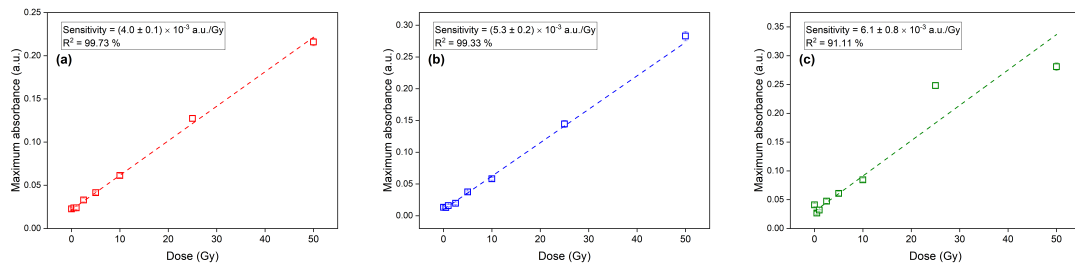 Sensitivity = (4.0 ± 0.1) × 10⁻³ a.u./Gy
R² = 99.73 %
(a)
Maximum absorbance (a.u.)
0.25
0.20
0.15
0.10
0.05
0.00
0 10 20 30 40 50
Dose (Gy)
Sensitivity = (5.3 ± 0.2) × 10⁻³ a.u./Gy
R² = 99.33 %
(b)
Maximum absorbance (a.u.)
0.30
0.25
0.20
0.15
0.10
0.05
0.00
0 10 20 30 40 50
Dose (Gy)
Sensitivity = 6.1 ± 0.8 × 10⁻³ a.u./Gy
R² = 91.11 %
(c)
Maximum absorbance (a.u.)
0.35
0.30
0.25
0.20
0.15
0.10
0.05
0.00
0 10 20 30 40 50
Dose (Gy)